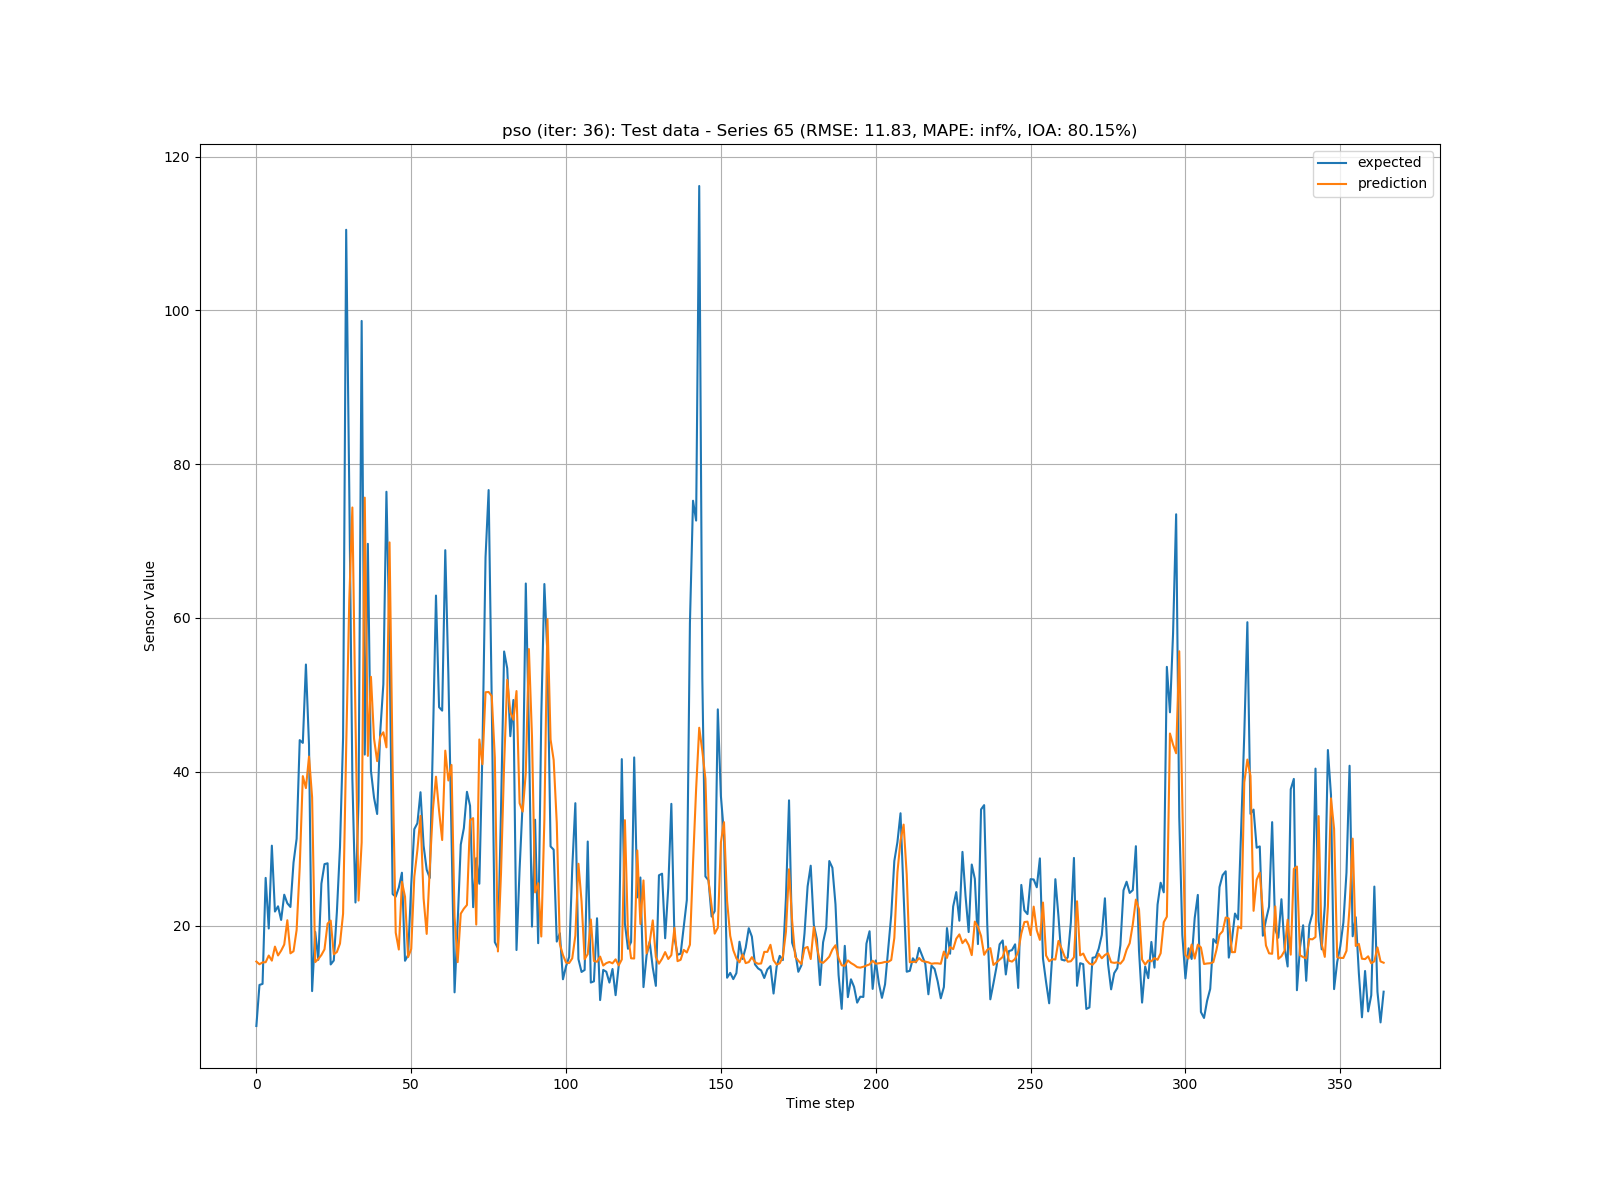 pso (iter: 36): Test data - Series 65 (RMSE: 11.83, MAPE: inf%, IOA: 80.15%)
120
100
80
60
40
20
Sensor Value
expected
prediction
0 50 100 150 200 250 300 350
Time step